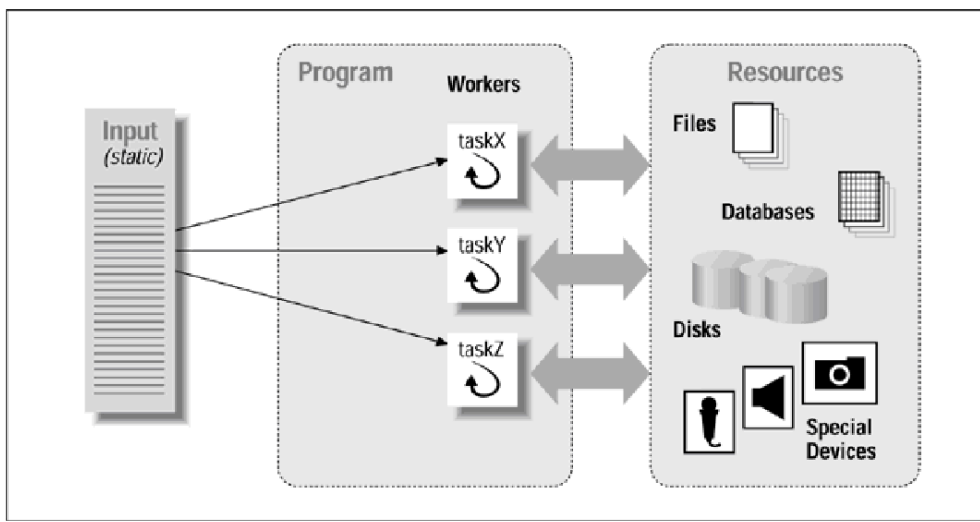 Program
Workers
Resources
Input
(static)
taskX
taskY
taskZ
Files
Databases
Disks
Special
Devices